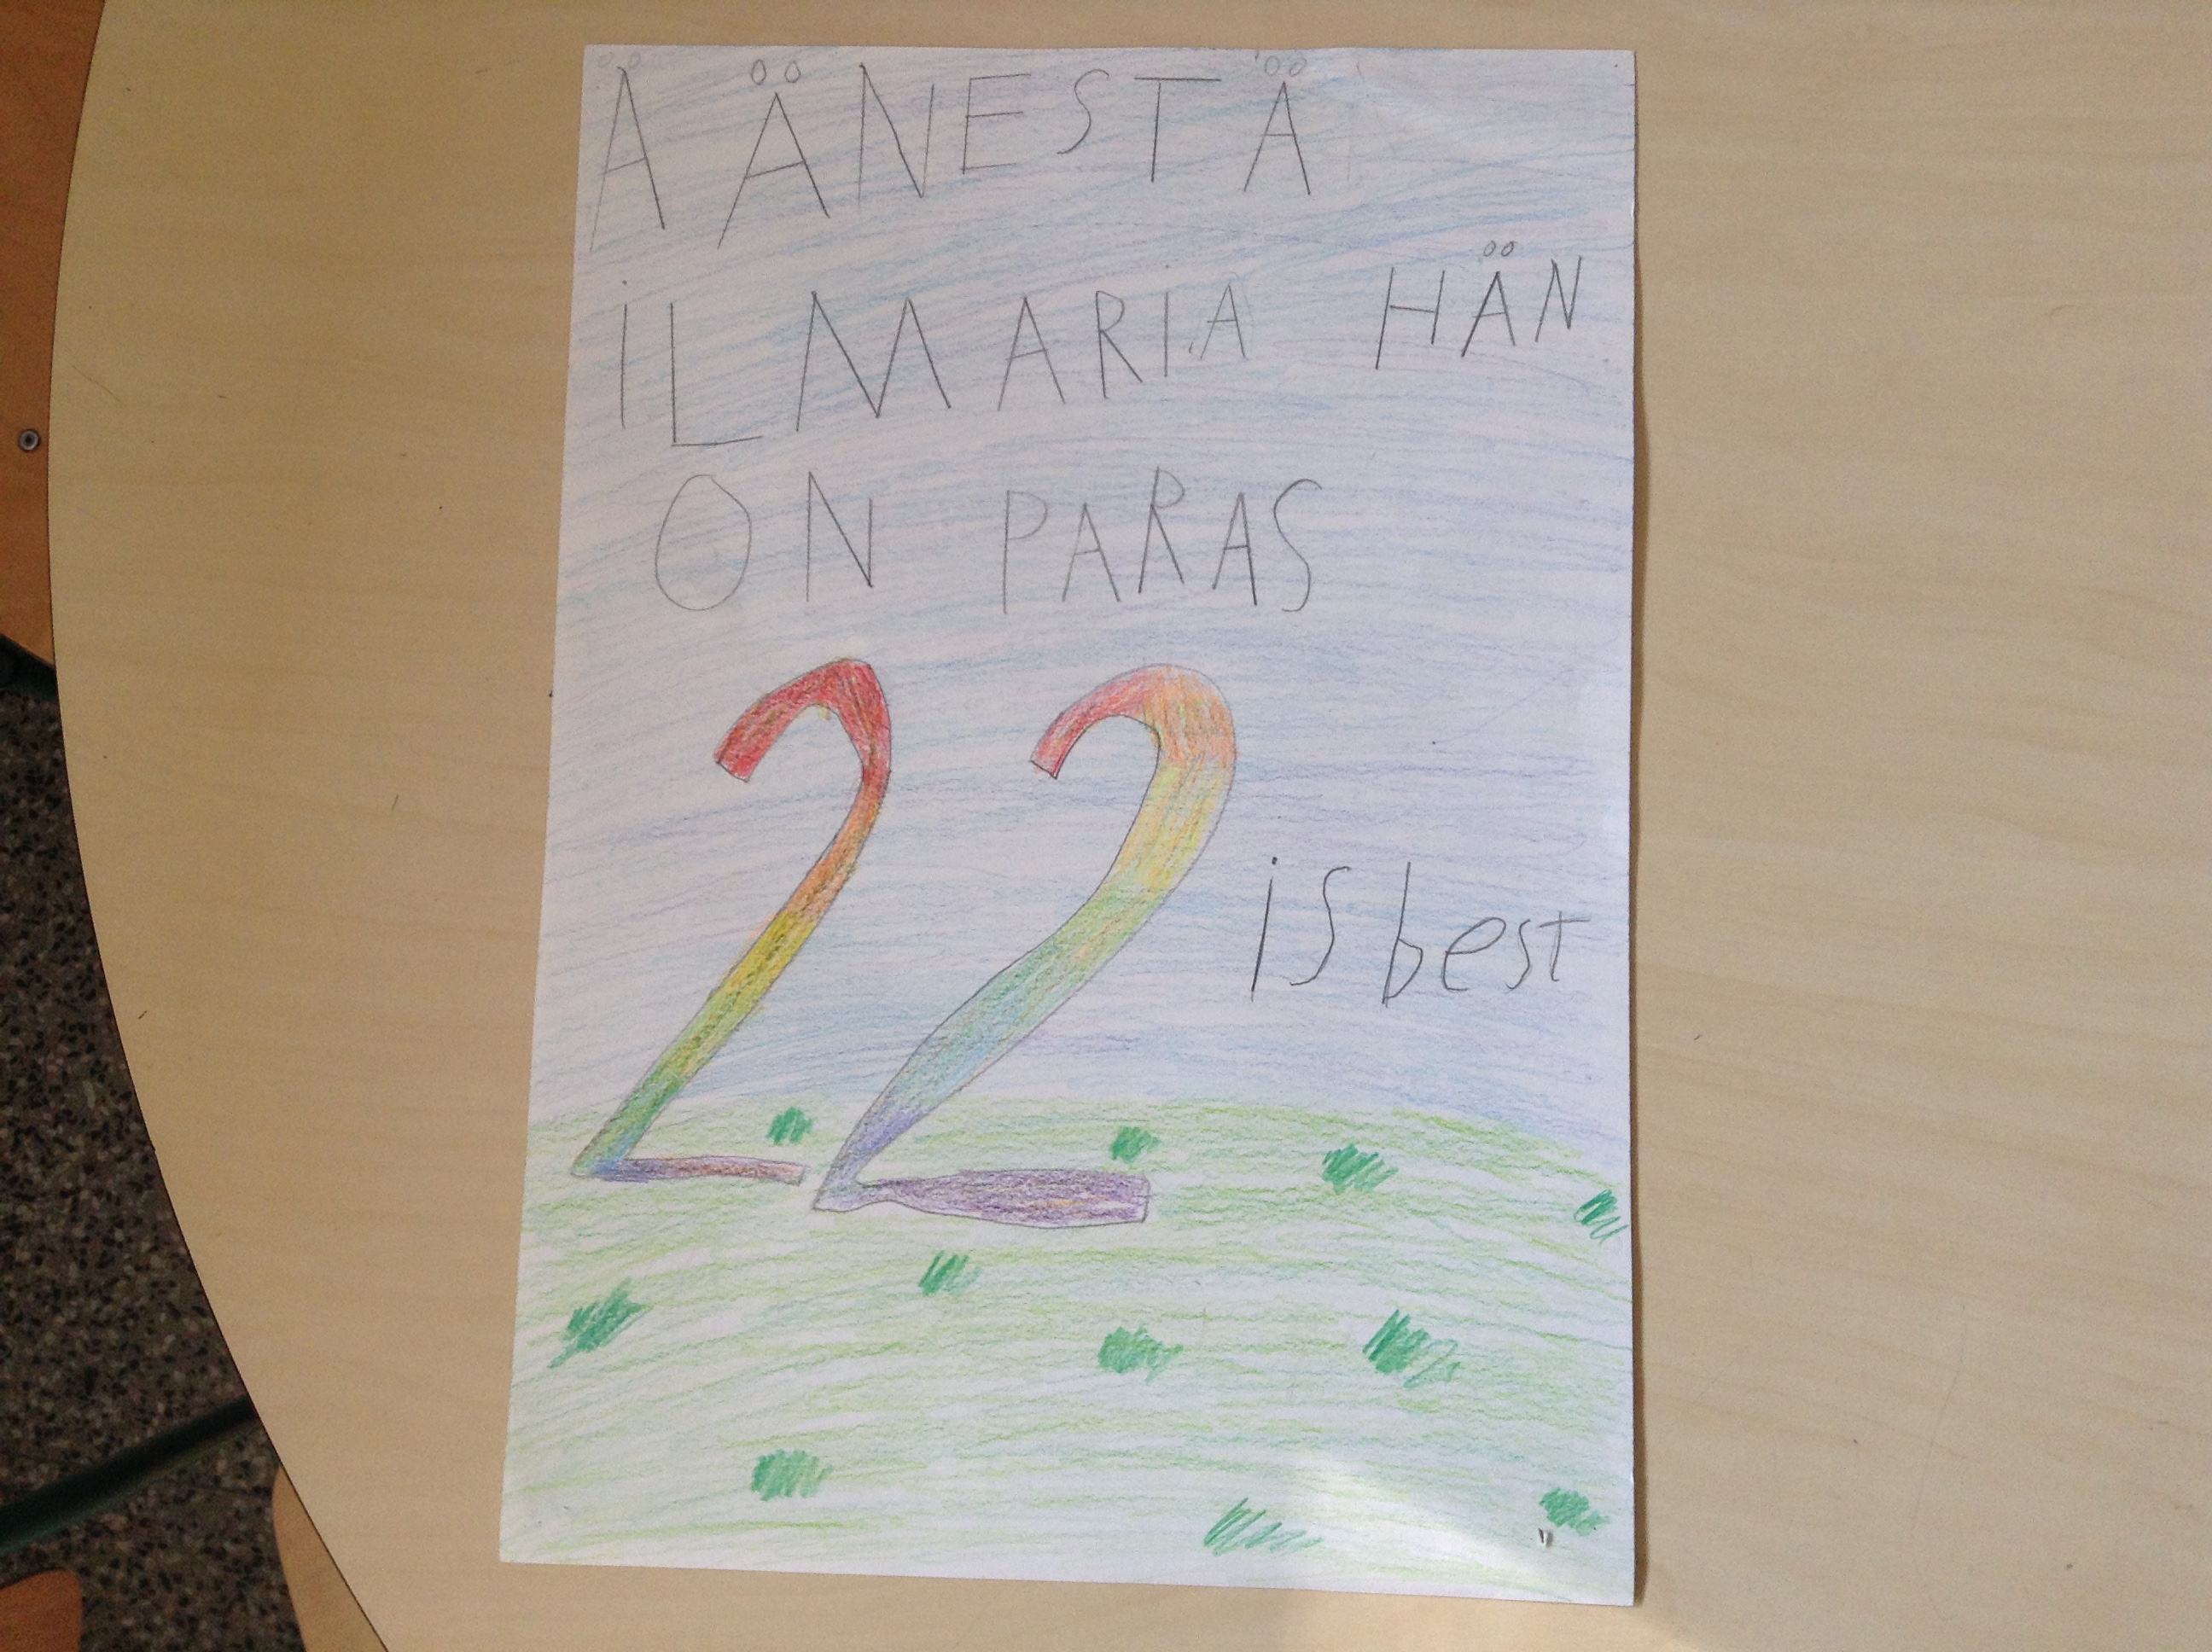 ÄÄNESTÄ
ILMARIA HÄN
ON PARAS
22 is best